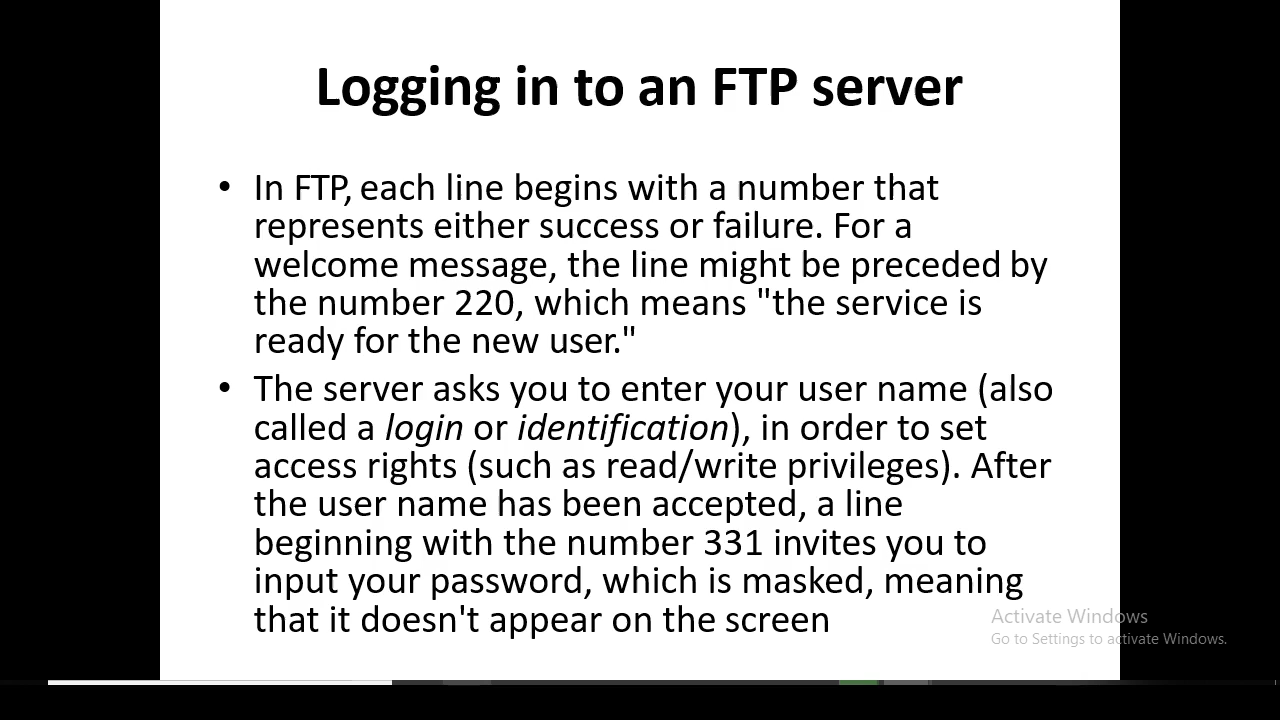 Logging in to an FTP server
• In FTP, each line begins with a number that
represents either success or failure. For a
welcome message, the line might be preceded by
the number 220, which means "the service is
ready for the new user."
• The server asks you to enter your user name (also
called a login or identification), in order to set
access rights (such as read/write privileges). After
the user name has been accepted, a line
beginning with the number 331 invites you to
input your password, which is masked, meaning
that it doesn't appear on the screen
Activate Windows
Go to Settings to activate Windows.